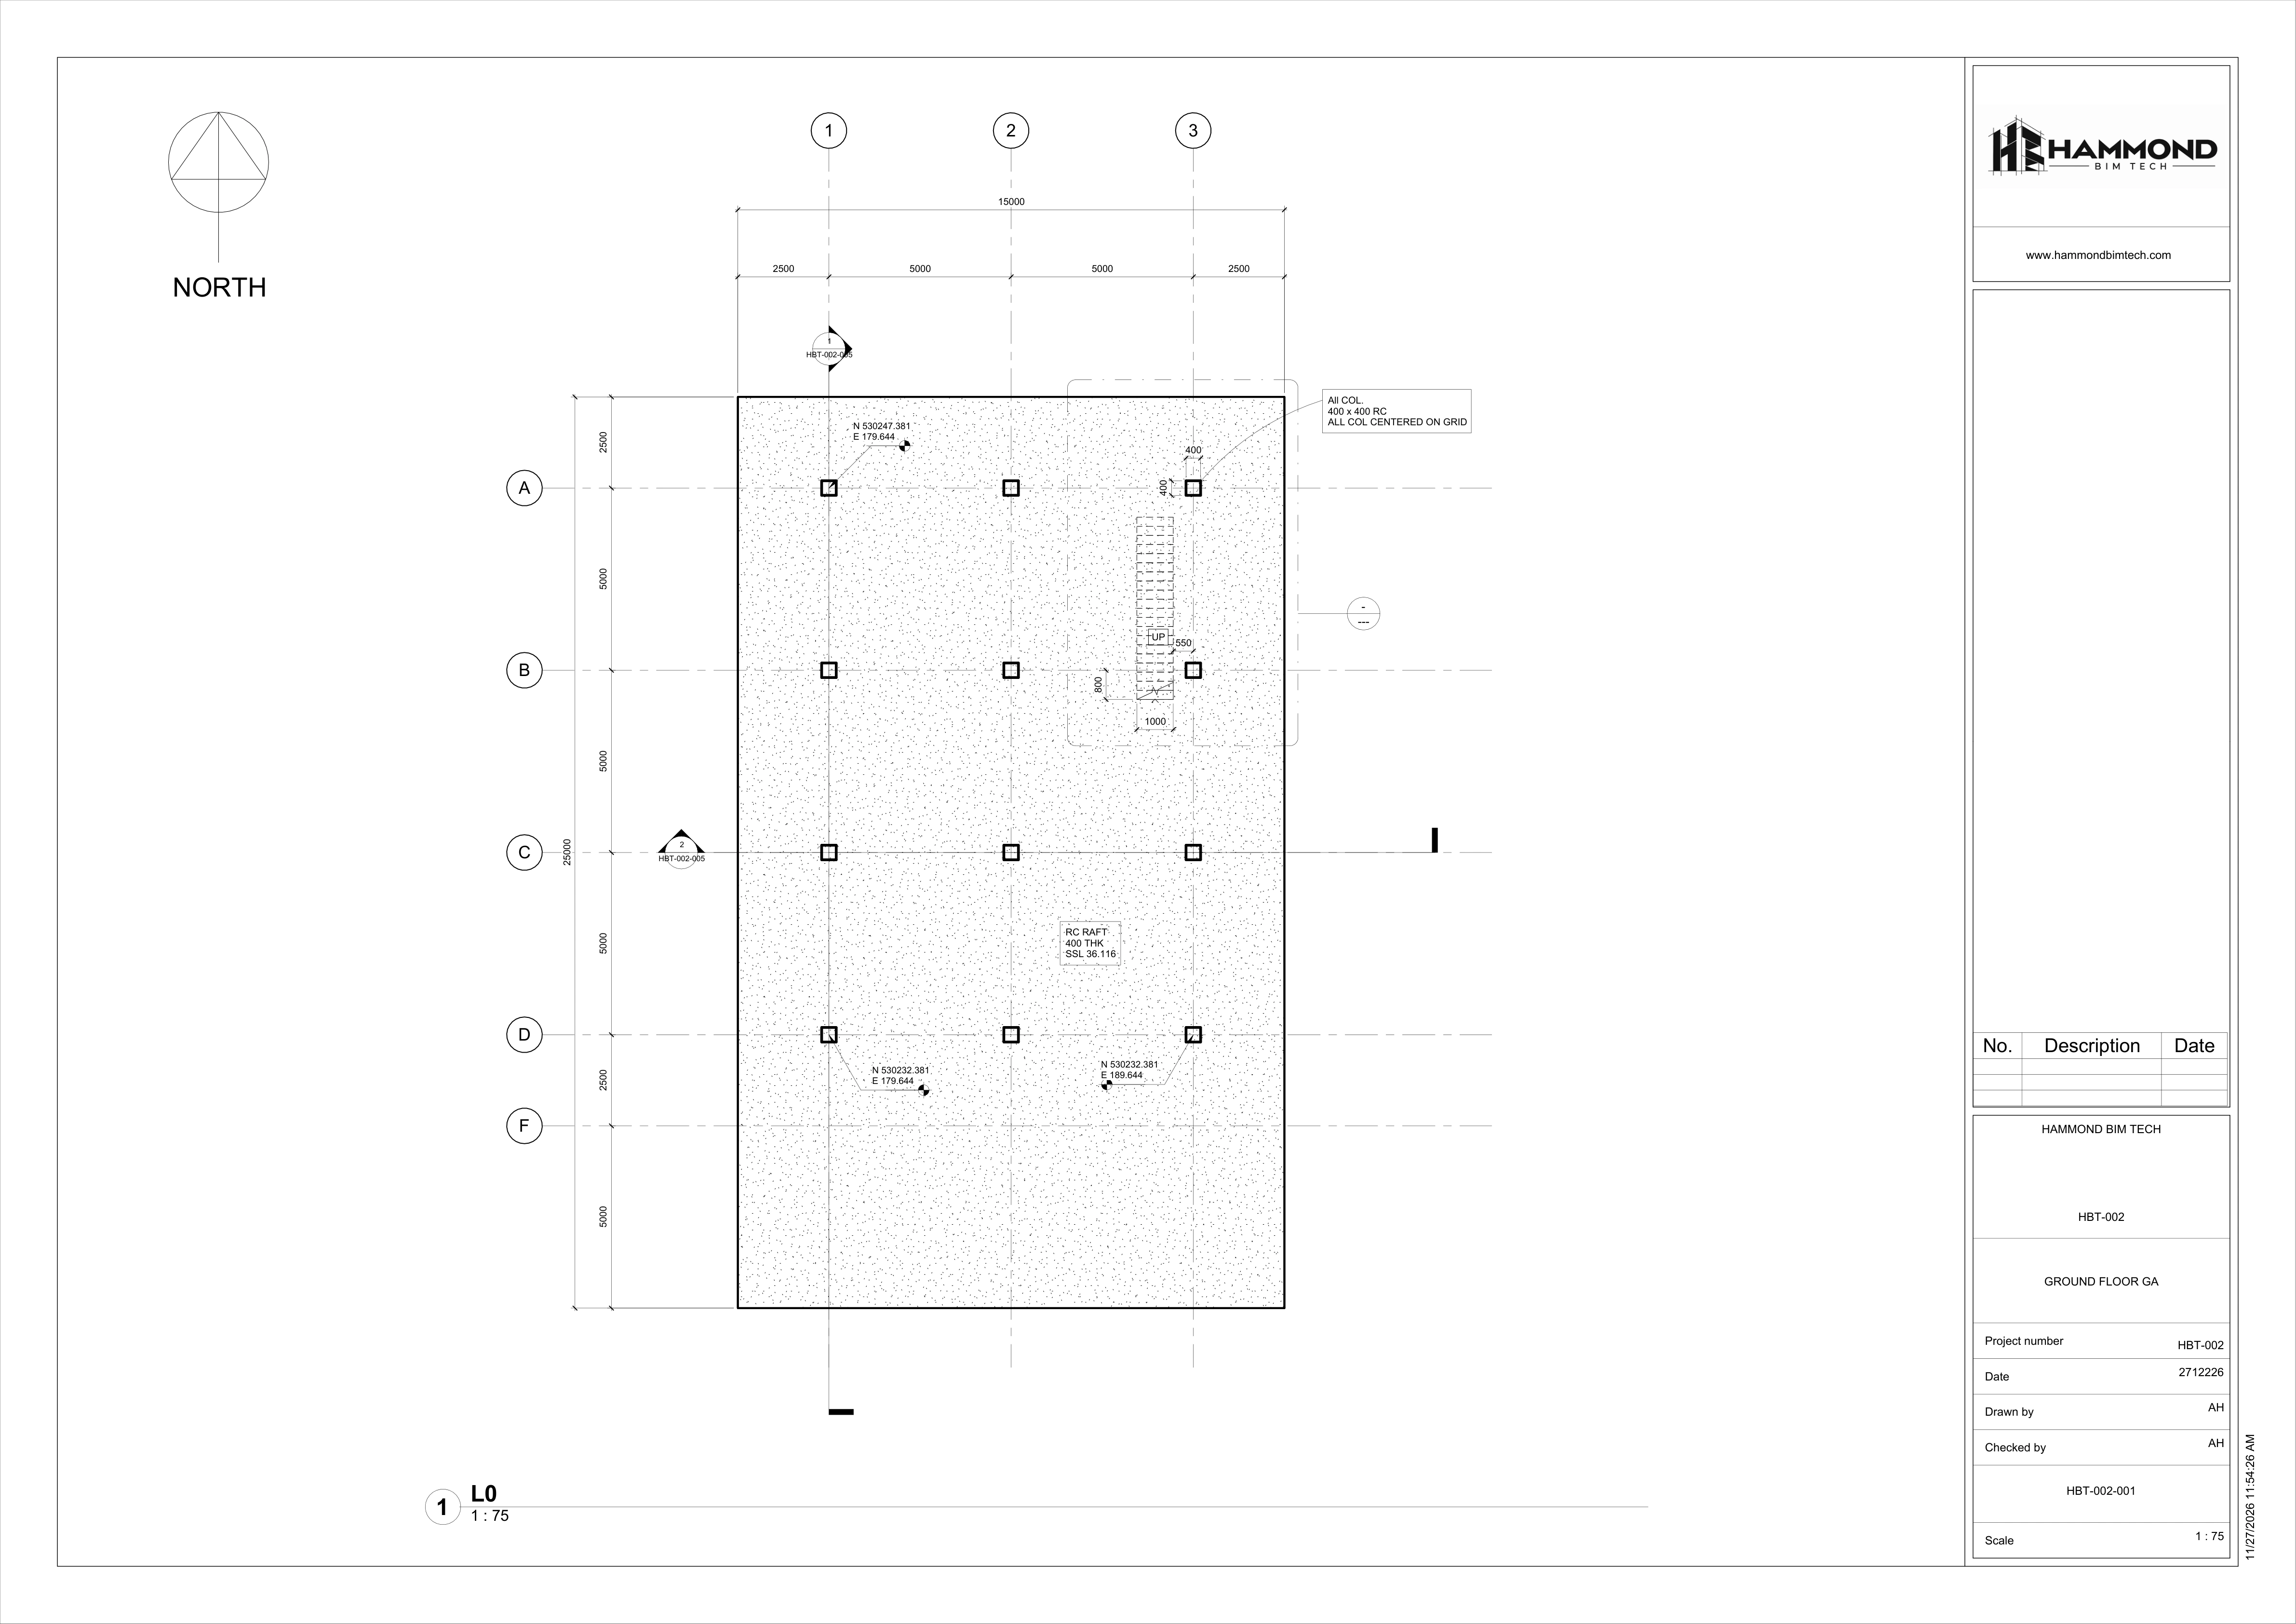 NORTH
1
2
3
15000
2500
5000
5000
2500
1
HBT-002-005
All COL.
400 x 400 RC
ALL COL CENTERED ON GRID
N 530247.381
E 179.644
400
400
2500
A
5000
UP
550
B
800
1000
-
---
5000
2
HBT-002-005
C
25000
5000
RC RAFT
400 THK
SSL 36.116
D
N 530232.381
E 179.644
N 530232.381
E 189.644
2500
F
5000
1
L0
1 : 75
HAMMOND
BIM TECH
www.hammondbimtech.com
No. Description Date
HAMMOND BIM TECH
HBT-002
GROUND FLOOR GA
Project number HBT-002
Date 2712226
Drawn by AH
Checked by AH
HBT-002-001
Scale 1 : 75
11/27/2026 11:54:26 AM